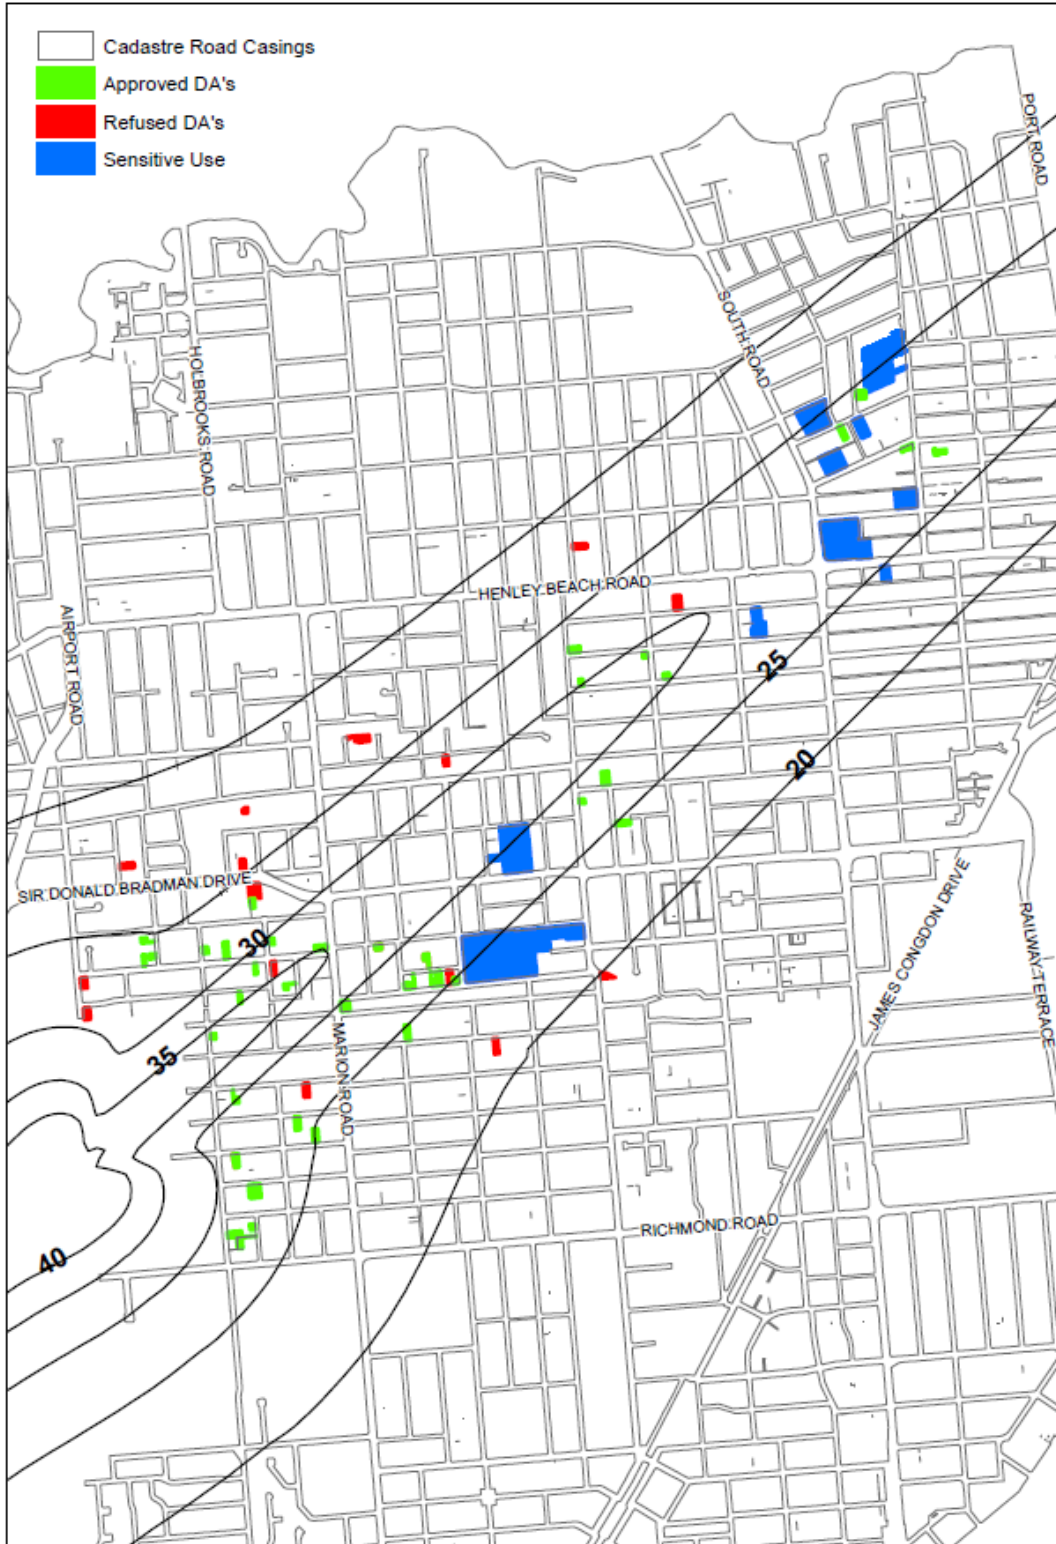 Cadastre Road Casings
Approved DA's
Refused DA's
Sensitive Use
PORT ROAD
SOUTH ROAD
HOLBROOKS ROAD
HENLEY BEACH ROAD
AIRPORT ROAD
25
20
SIR DONALD BRADMAN DRIVE
30
JAMES CONGDON DRIVE
RAILWAY TERRACE
35
MARION ROAD
RICHMOND ROAD
40